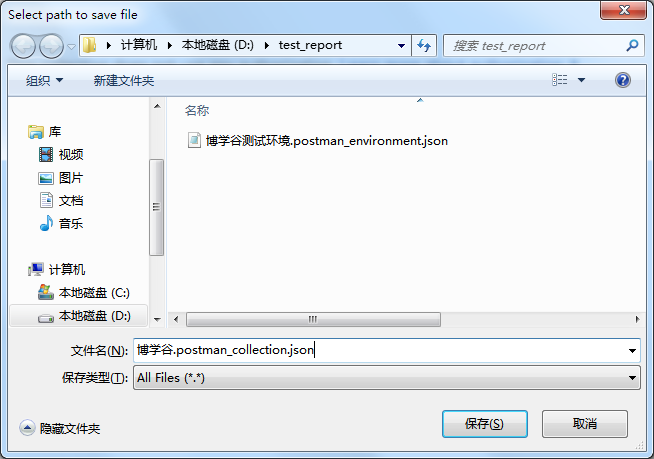 Select path to save file
计算机 本地磁盘 (D:) test_report
搜索 test_report
组织 新建文件夹
名称
博学谷测试环境.postman_environment.json
库
视频
图片
文档
音乐
计算机
本地磁盘 (C:)
本地磁盘 (D:)
文件名(N): 博学谷.postman_collection.json
保存类型(T): All Files (*.*)
隐藏文件夹 保存(S) 取消